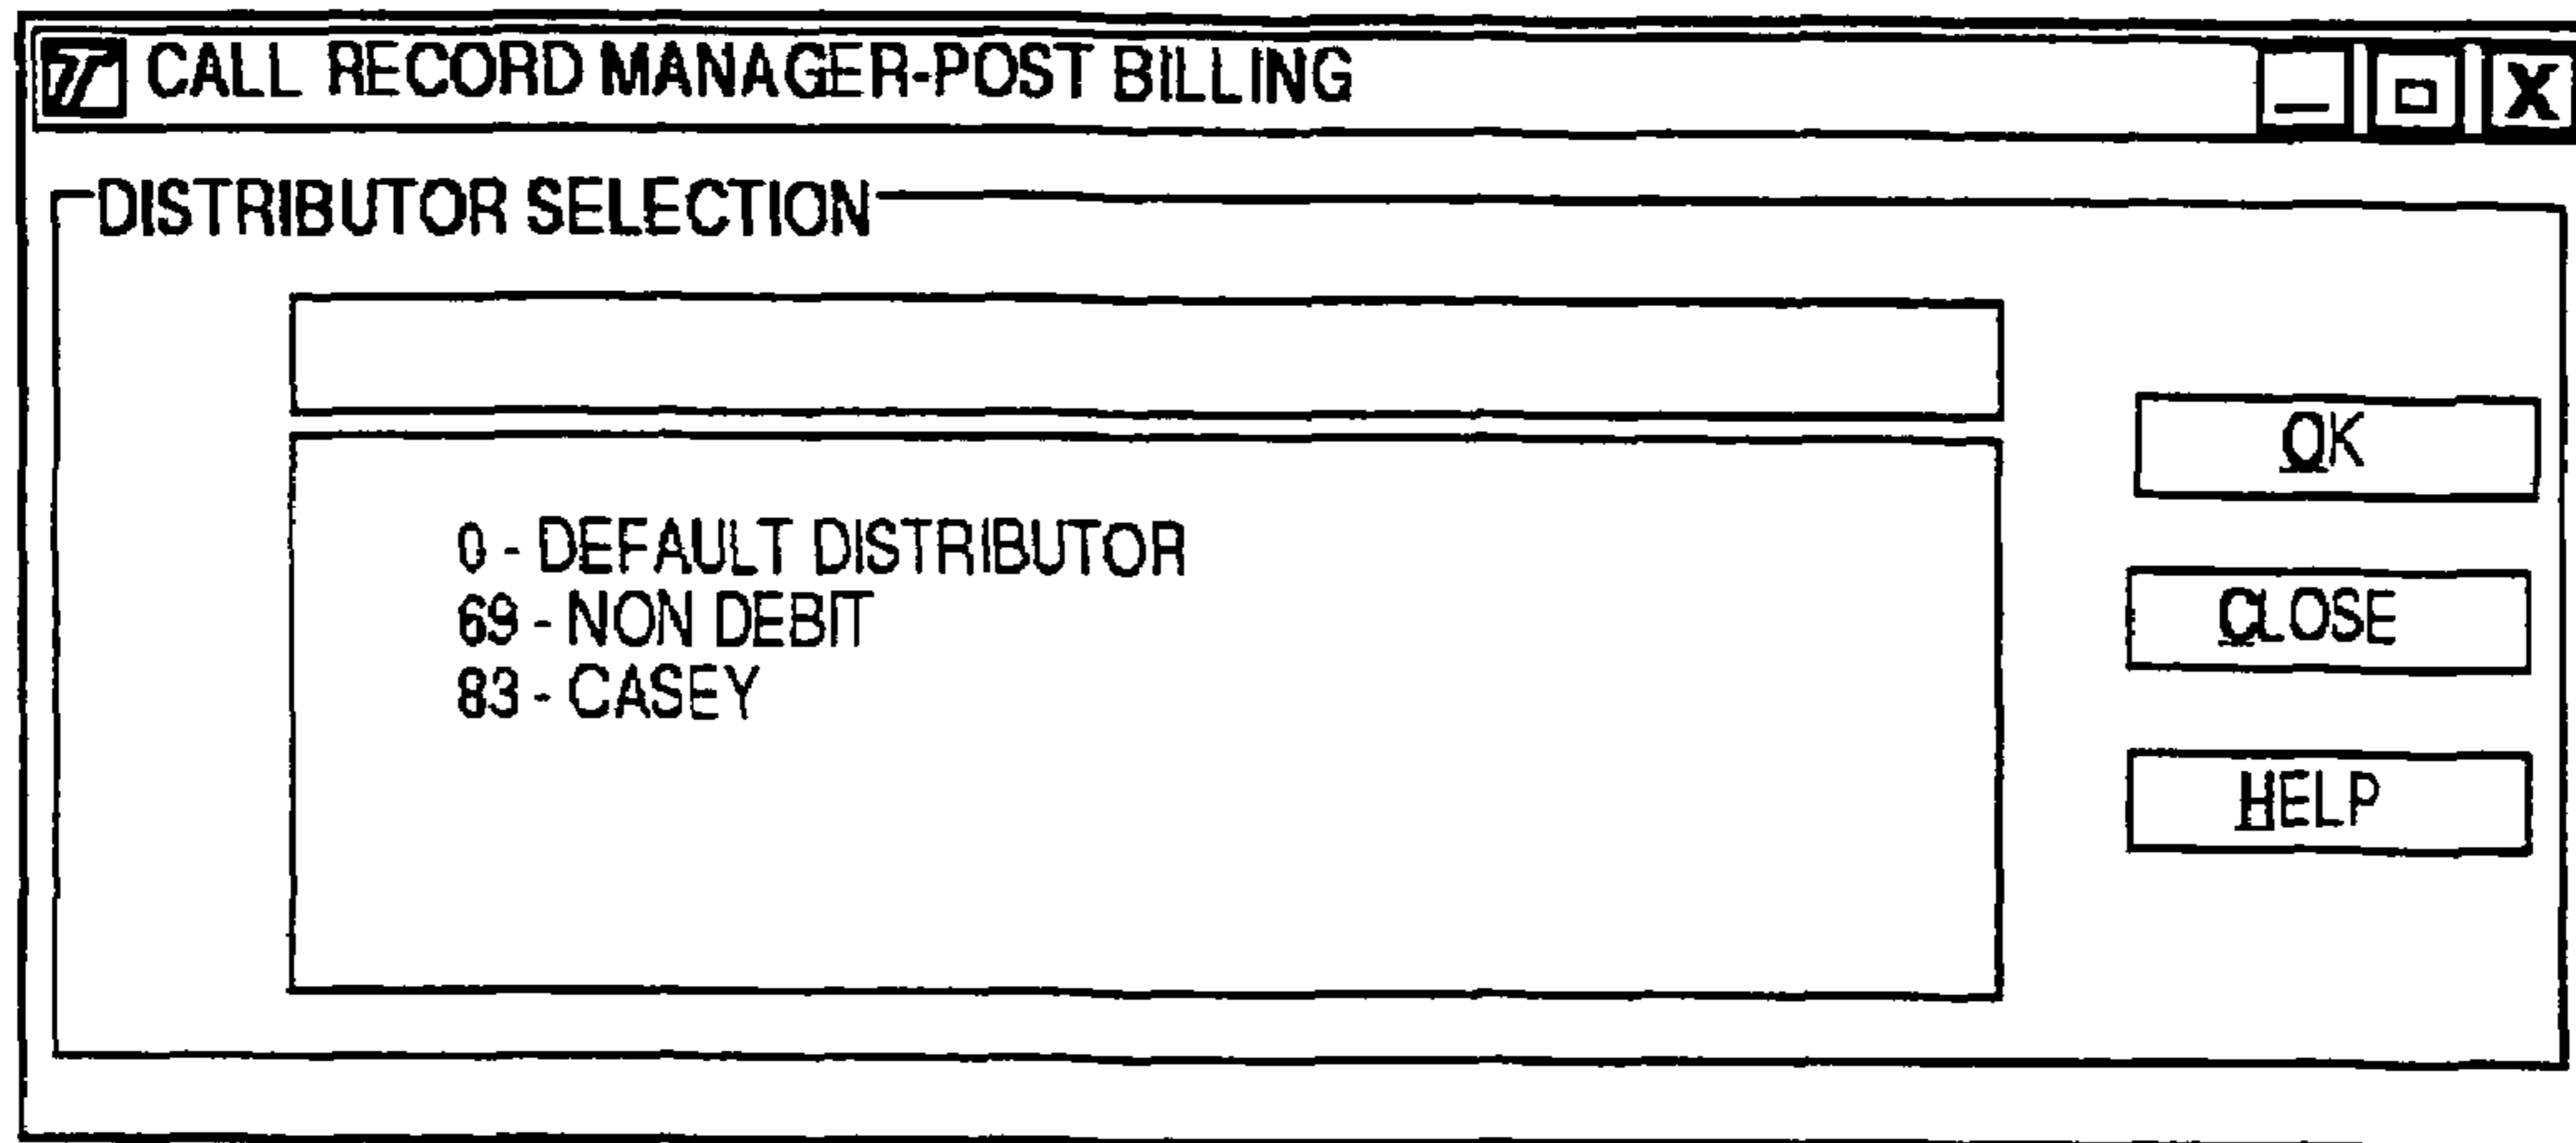 CALL RECORD MANAGER-POST BILLING
DISTRIBUTOR SELECTION
0 - DEFAULT DISTRIBUTOR
69 - NON DEBIT
83 - CASEY
OK
CLOSE
HELP